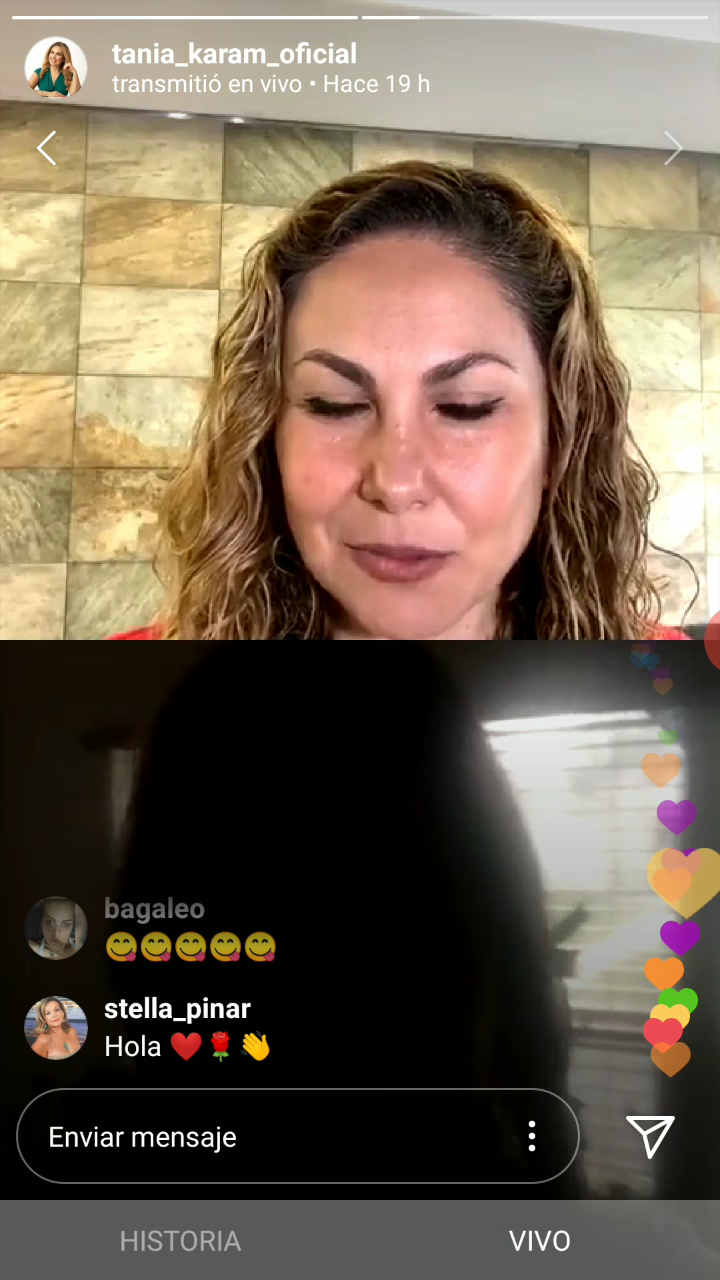 tania_karam_oficial
transmitió en vivo • Hace 19 h
bagaleo
😋😋😋😋😋
stella_pinar
Hola ❤️🌹👋
Enviar mensaje
HISTORIA
VIVO